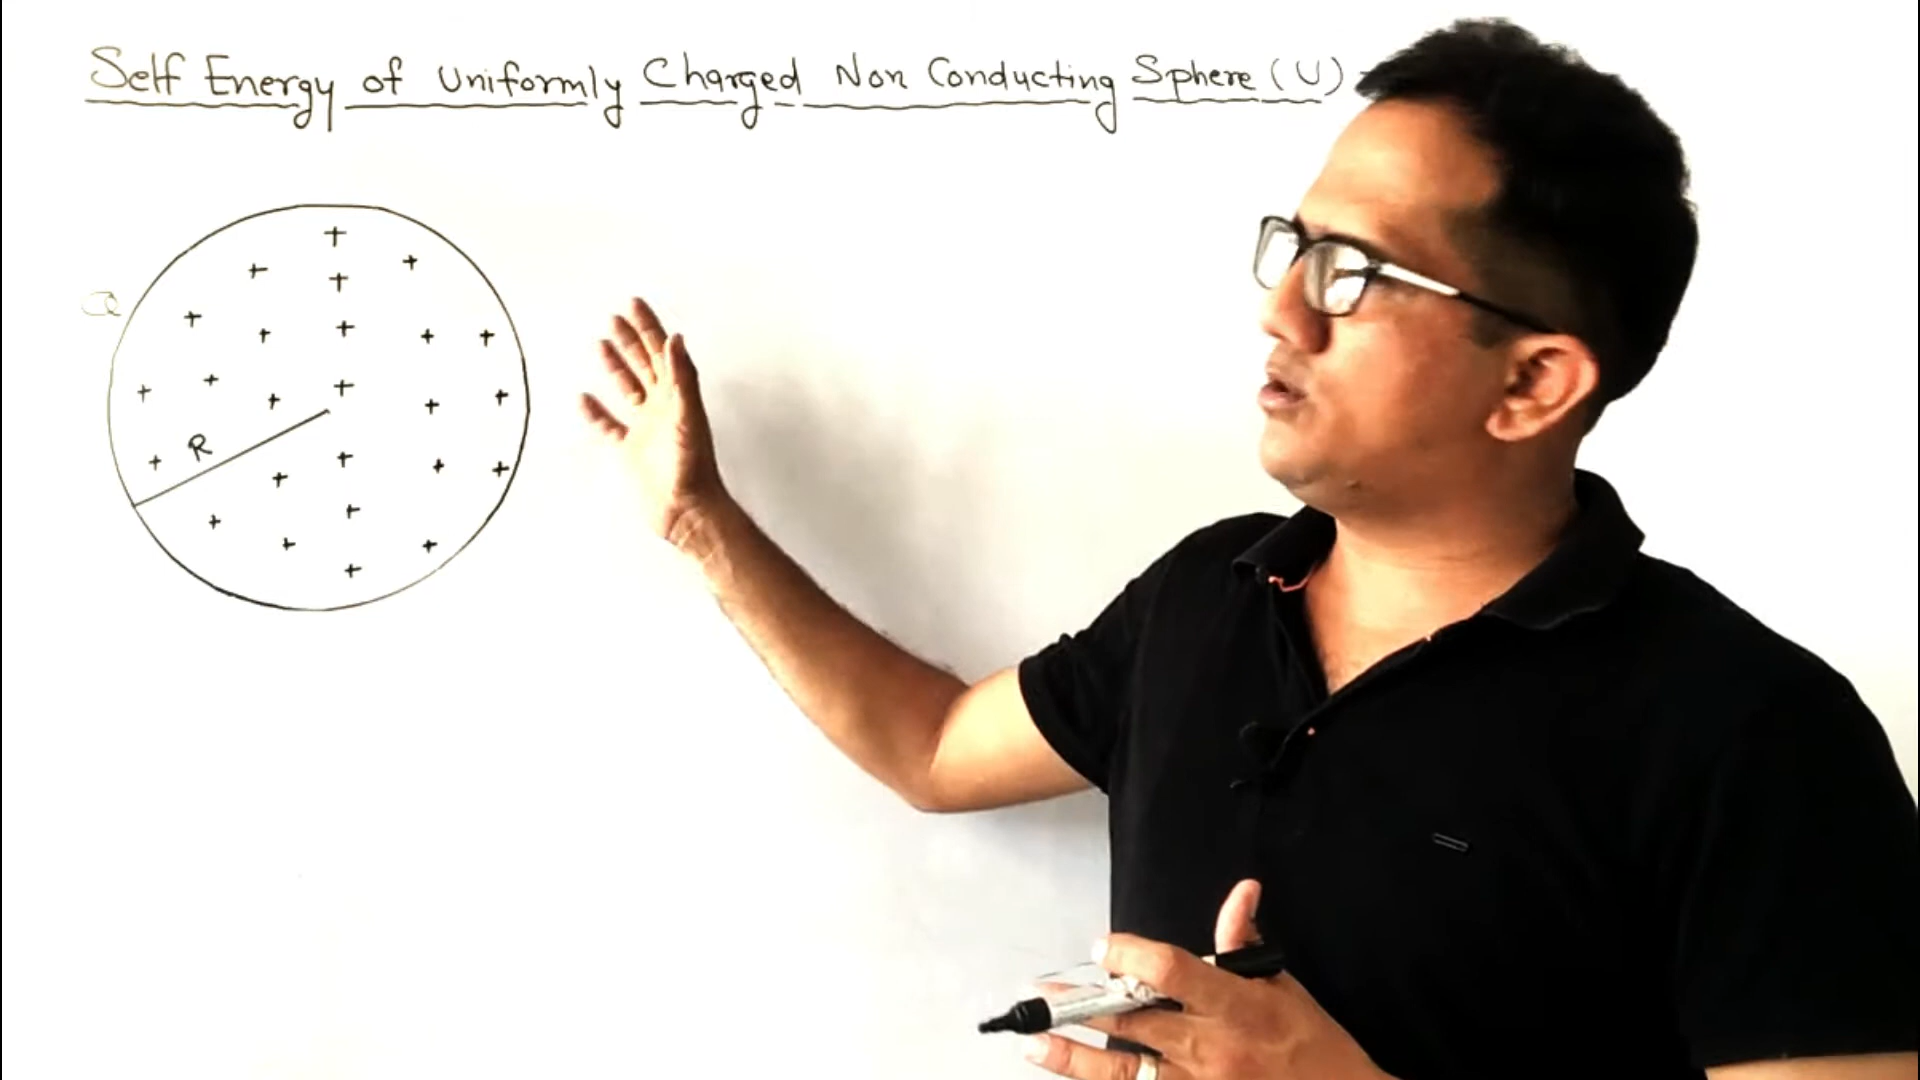 Self Energy of Uniformly Charged Non Conducting Sphere (U)
Q
R